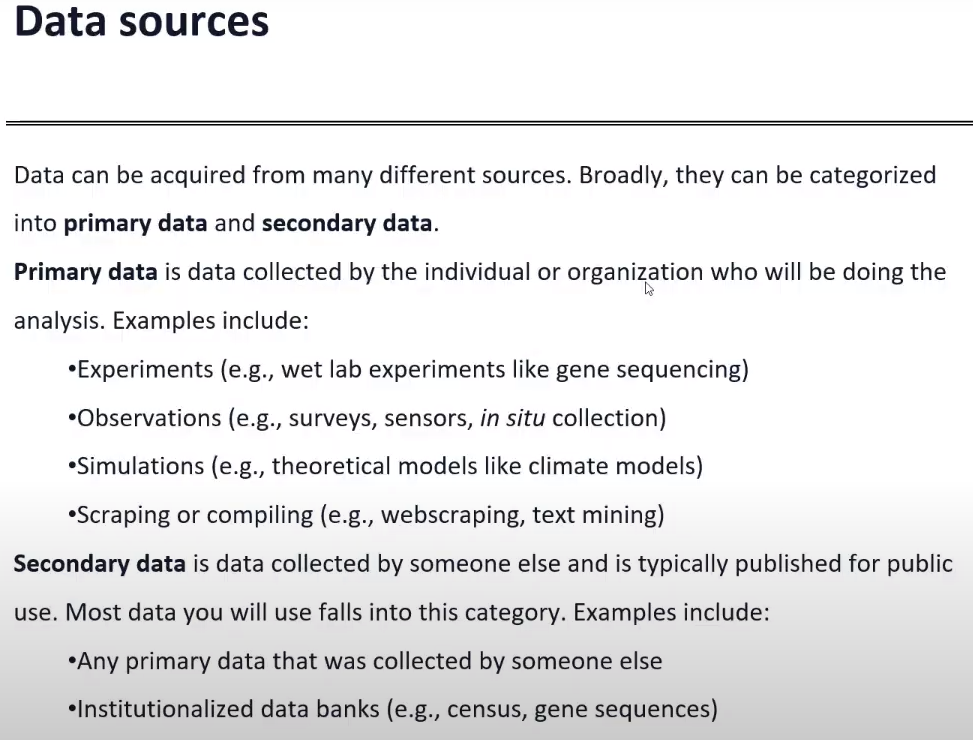 Data sources
Data can be acquired from many different sources. Broadly, they can be categorized
into primary data and secondary data.
Primary data is data collected by the individual or organization who will be doing the
analysis. Examples include:
•Experiments (e.g., wet lab experiments like gene sequencing)
•Observations (e.g., surveys, sensors, in situ collection)
•Simulations (e.g., theoretical models like climate models)
•Scraping or compiling (e.g., webscraping, text mining)
Secondary data is data collected by someone else and is typically published for public
use. Most data you will use falls into this category. Examples include:
•Any primary data that was collected by someone else
•Institutionalized data banks (e.g., census, gene sequences)